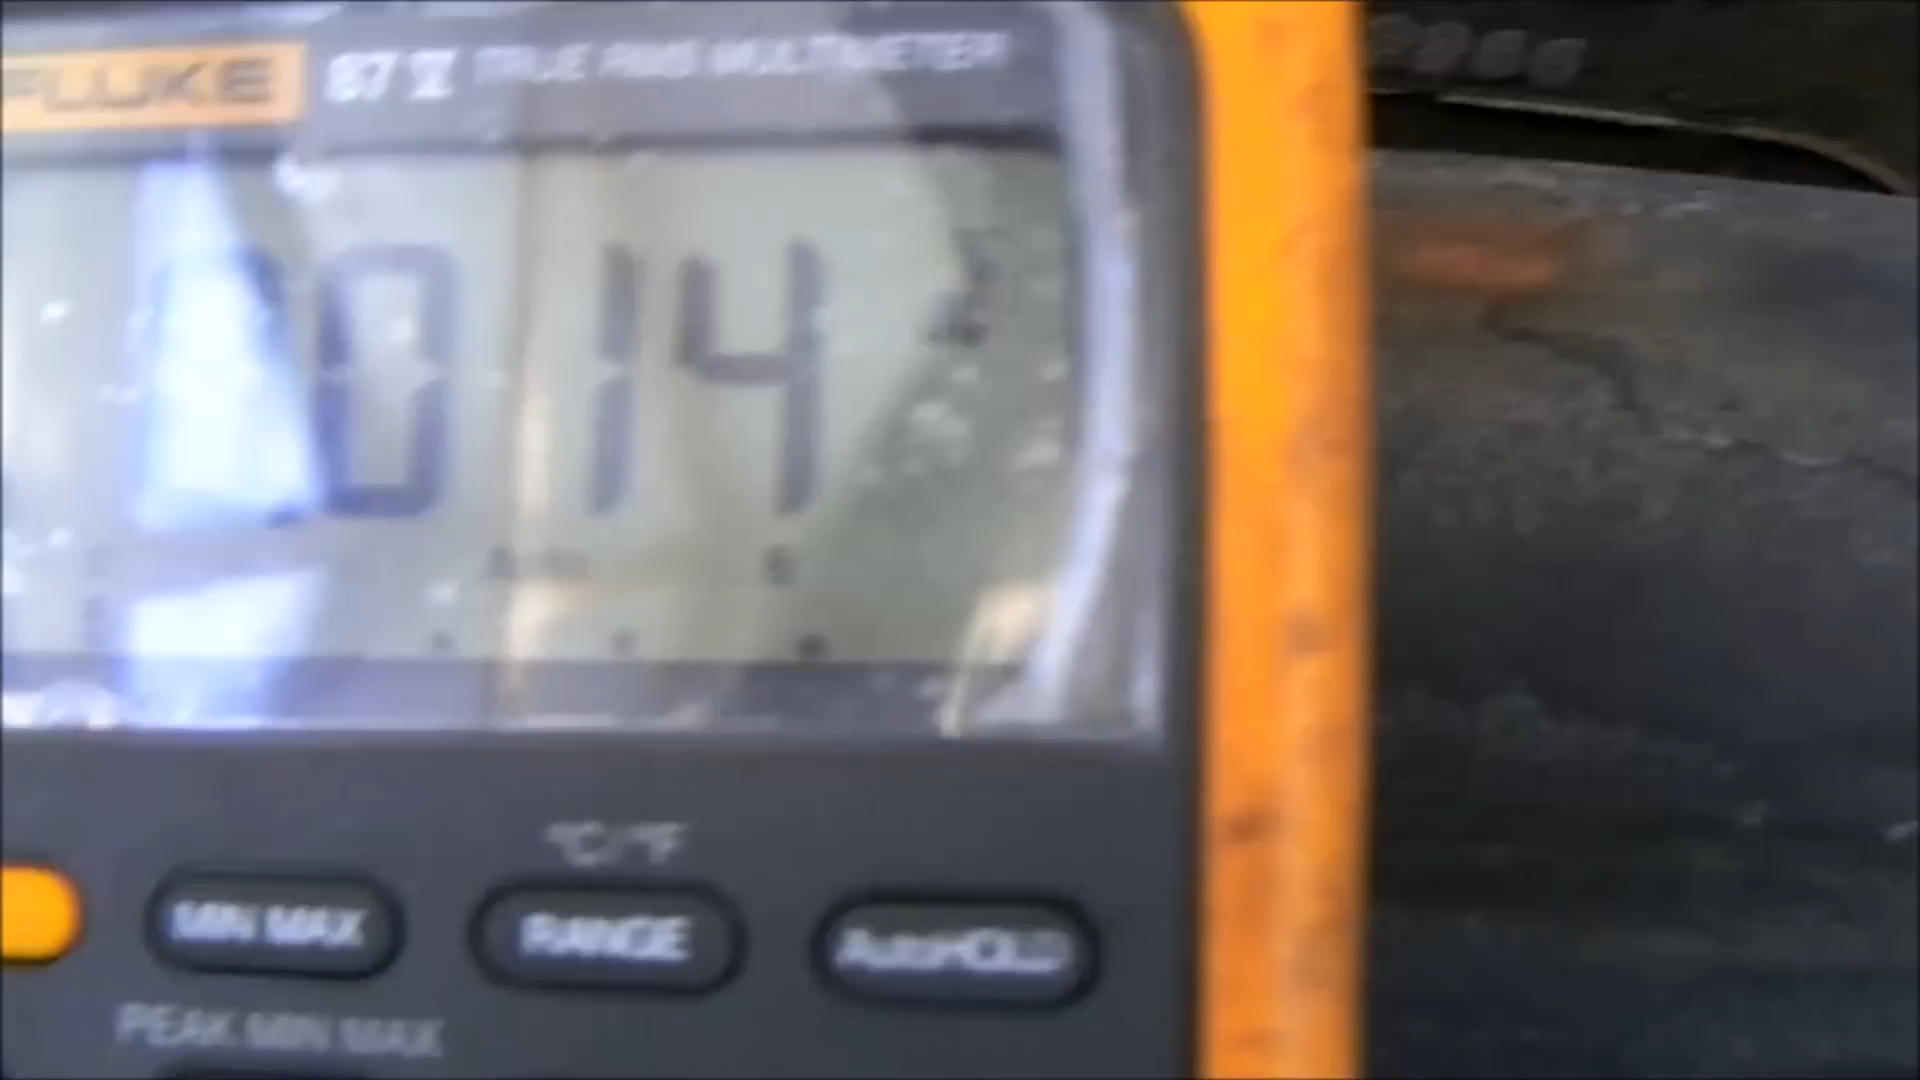 FLUKE 87 V TRUE RMS MULTIMETER
014
°C/°F
MIN MAX RANGE AutoHOLD
PEAK MIN MAX